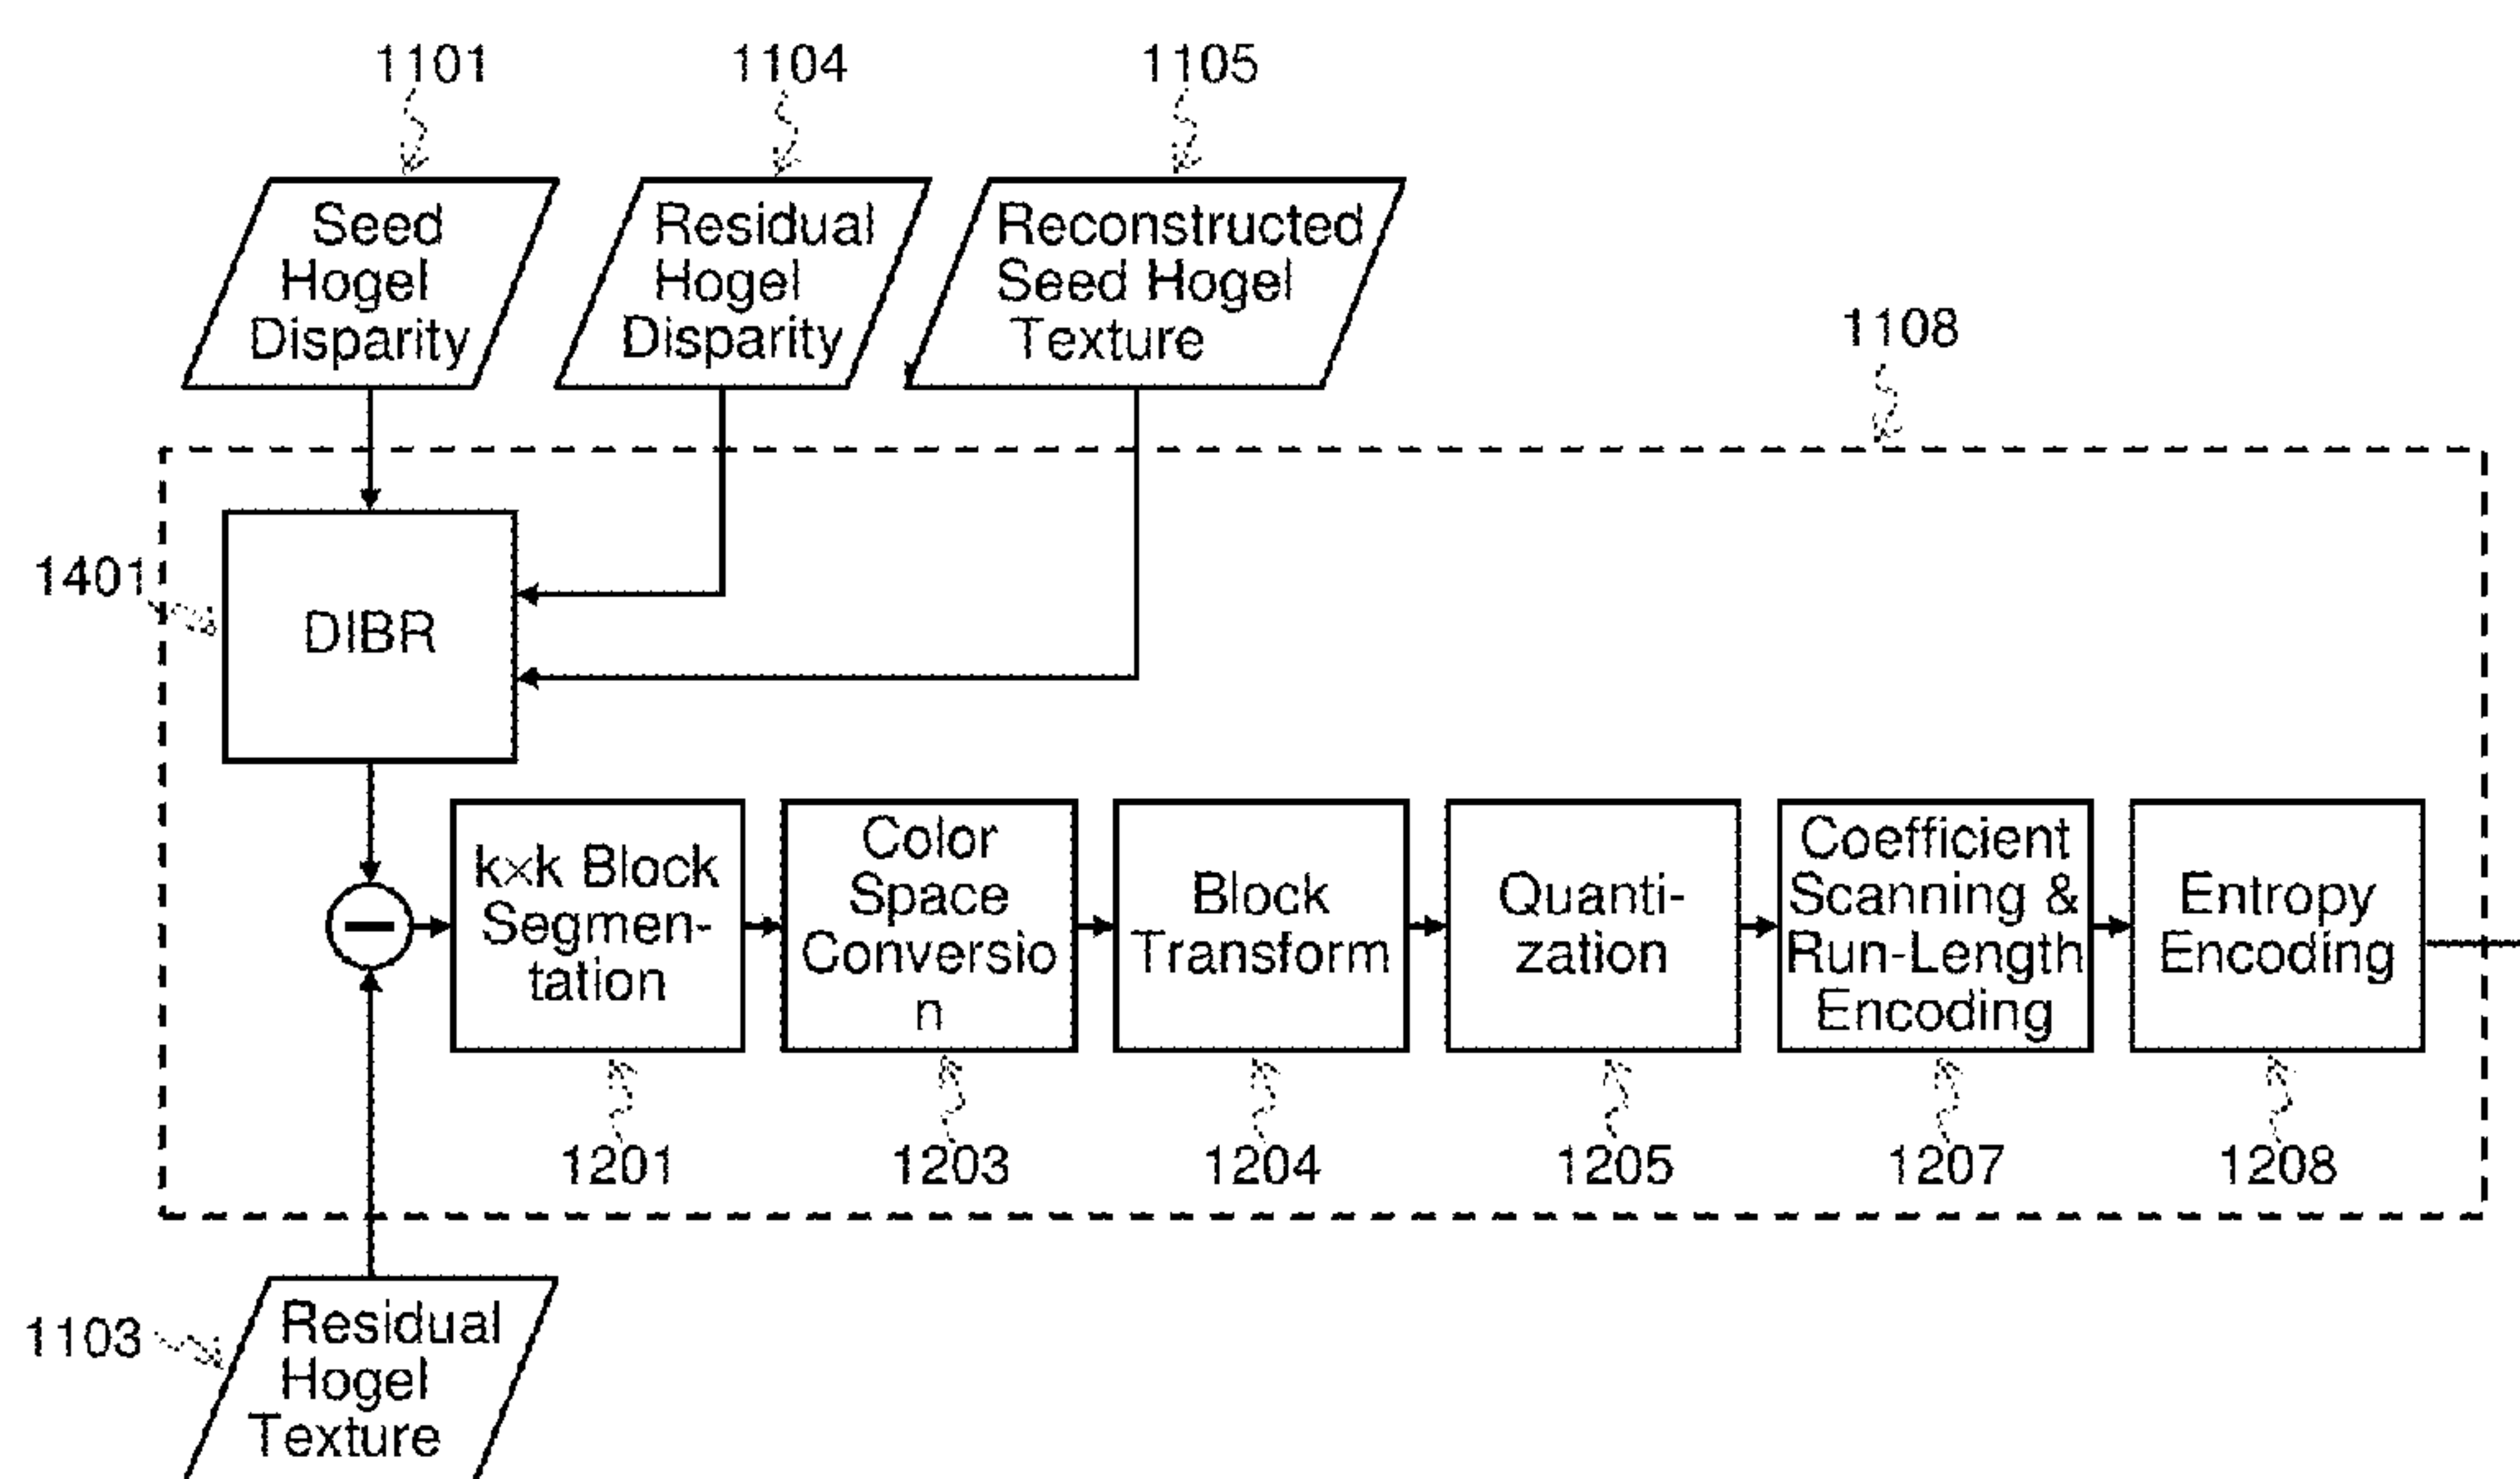 1101
1104
1105
Seed
Hogel
Disparity
Residual
Hogel
Disparity
Reconstructed
Seed Hogel
Texture
1108
1401
DIBR
k×k Block
Segmen-
tation
Color
Space
Conversio
n
Block
Transform
Quanti-
zation
Coefficient
Scanning &
Run-Length
Encoding
Entropy
Encoding
1201
1203
1204
1205
1207
1208
1103
Residual
Hogel
Texture